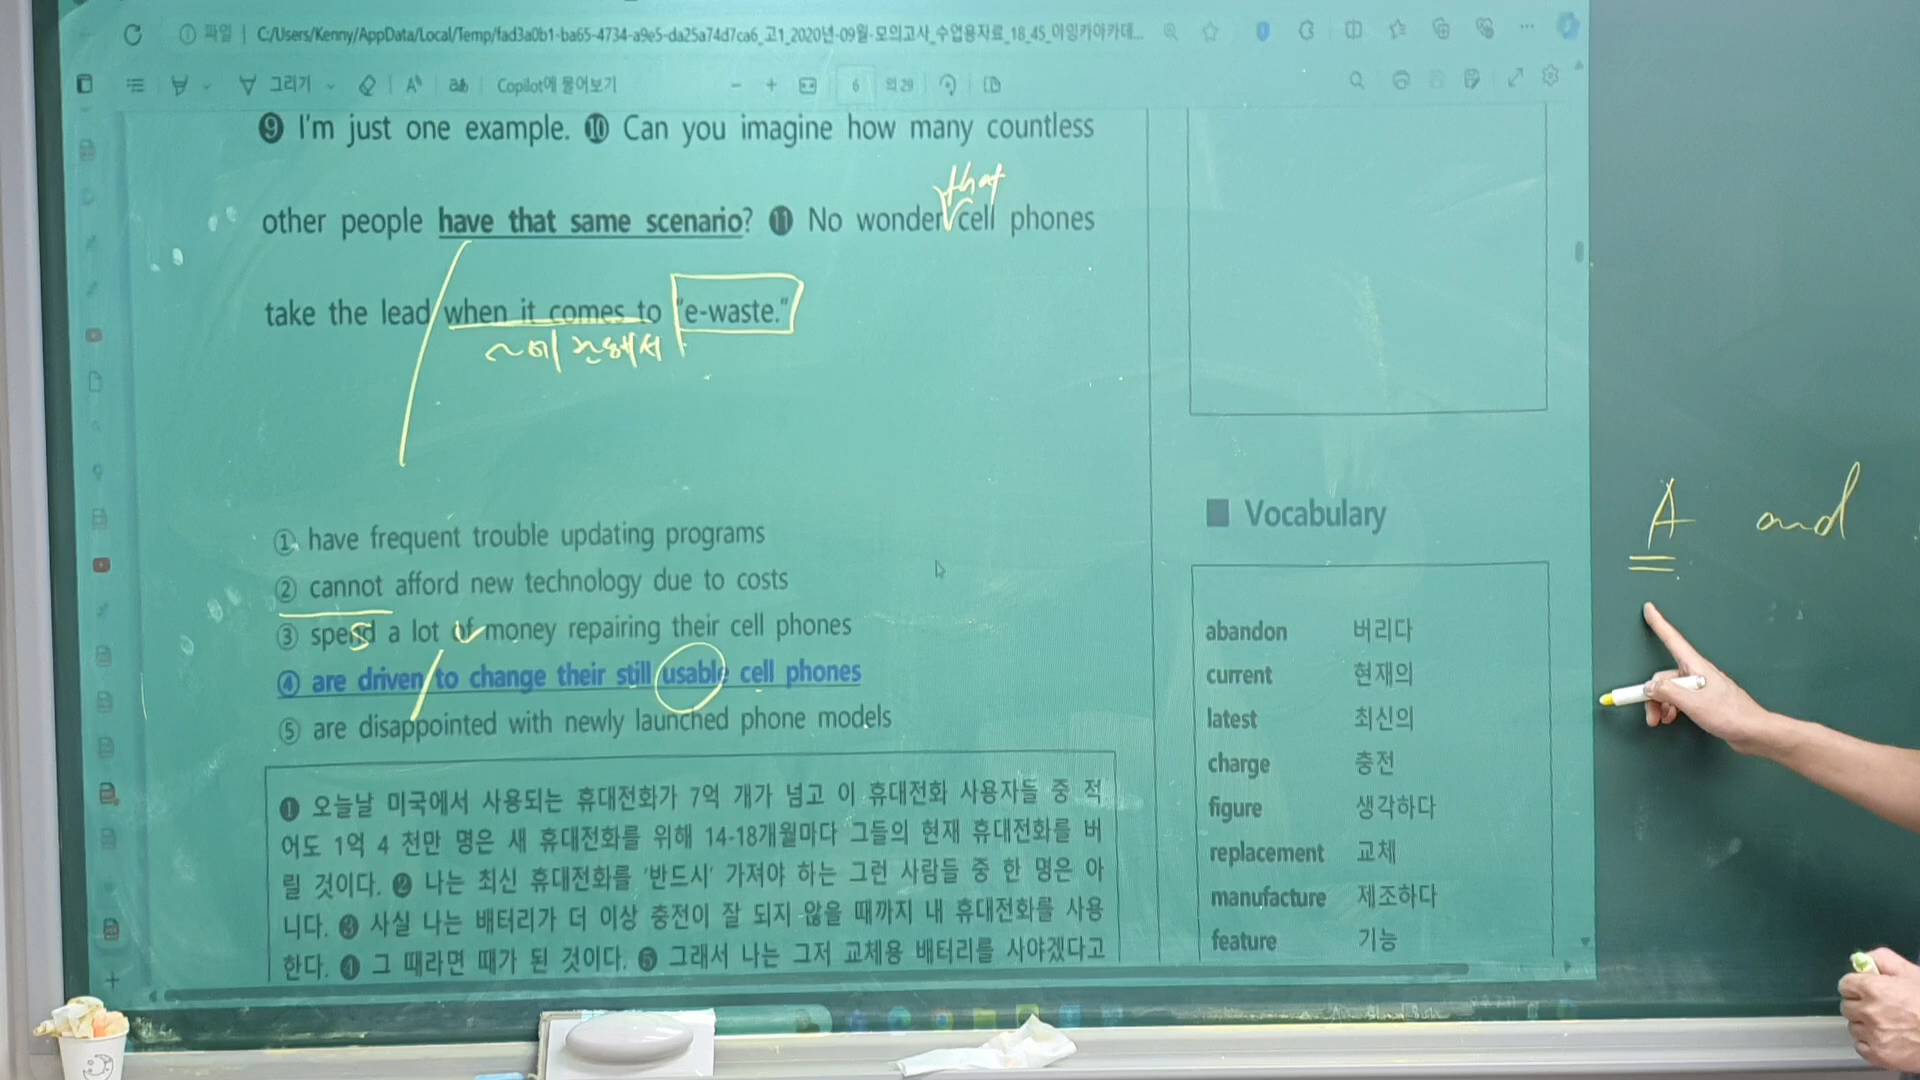 파일 | C:/Users/Kenny/AppData/Local/Temp/fad3a0b1-ba65-4734-a9e5-da25a74d7ca6_고1_2020년-09월-모의고사_수업용자료_18_45_이잉카아카데...
그리기 Copilot에 물어보기 − + 6 의 29
❾ I'm just one example. ❿ Can you imagine how many countless
that
other people have that same scenario? ⓫ No wonder cell phones
take the lead when it comes to "e-waste."
~에 관해서
① have frequent trouble updating programs
② cannot afford new technology due to costs
③ spend a lot of money repairing their cell phones
④ are driven to change their still usable cell phones
⑤ are disappointed with newly launched phone models
❶ 오늘날 미국에서 사용되는 휴대전화가 7억 개가 넘고 이 휴대전화 사용자들 중 적
어도 1억 4 천만 명은 새 휴대전화를 위해 14-18개월마다 그들의 현재 휴대전화를 버
릴 것이다. ❷ 나는 최신 휴대전화를 '반드시' 가져야 하는 그런 사람들 중 한 명은 아
니다. ❸ 사실 나는 배터리가 더 이상 충전이 잘 되지 않을 때까지 내 휴대전화를 사용
한다. ❹ 그 때라면 때가 된 것이다. ❺ 그래서 나는 그저 교체용 배터리를 사야겠다고
■ Vocabulary
abandon 버리다
current 현재의
latest 최신의
charge 충전
figure 생각하다
replacement 교체
manufacture 제조하다
feature 기능
A and